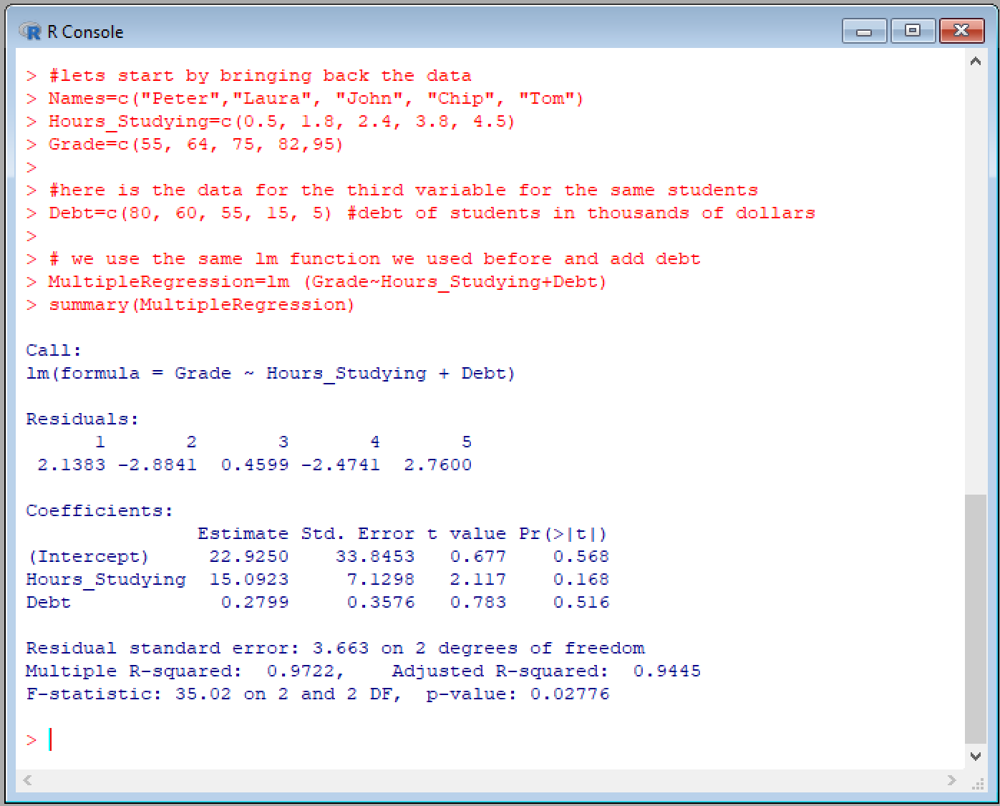 R Console
> #lets start by bringing back the data
> Names=c("Peter","Laura", "John", "Chip", "Tom")
> Hours_Studying=c(0.5, 1.8, 2.4, 3.8, 4.5)
> Grade=c(55, 64, 75, 82,95)
>
> #here is the data for the third variable for the same students
> Debt=c(80, 60, 55, 15, 5) #debt of students in thousands of dollars
>
> # we use the same lm function we used before and add debt
> MultipleRegression=lm (Grade~Hours_Studying+Debt)
> summary(MultipleRegression)
Call:
lm(formula = Grade ~ Hours_Studying + Debt)
Residuals:
      1       2       3       4       5
 2.1383 -2.8841  0.4599 -2.4741  2.7600
Coefficients:
               Estimate Std. Error t value Pr(>|t|)
(Intercept)     22.9250    33.8453   0.677    0.568
Hours_Studying  15.0923     7.1298   2.117    0.168
Debt             0.2799     0.3576   0.783    0.516
Residual standard error: 3.663 on 2 degrees of freedom
Multiple R-squared:  0.9722,    Adjusted R-squared:  0.9445
F-statistic: 35.02 on 2 and 2 DF,  p-value: 0.02776
>